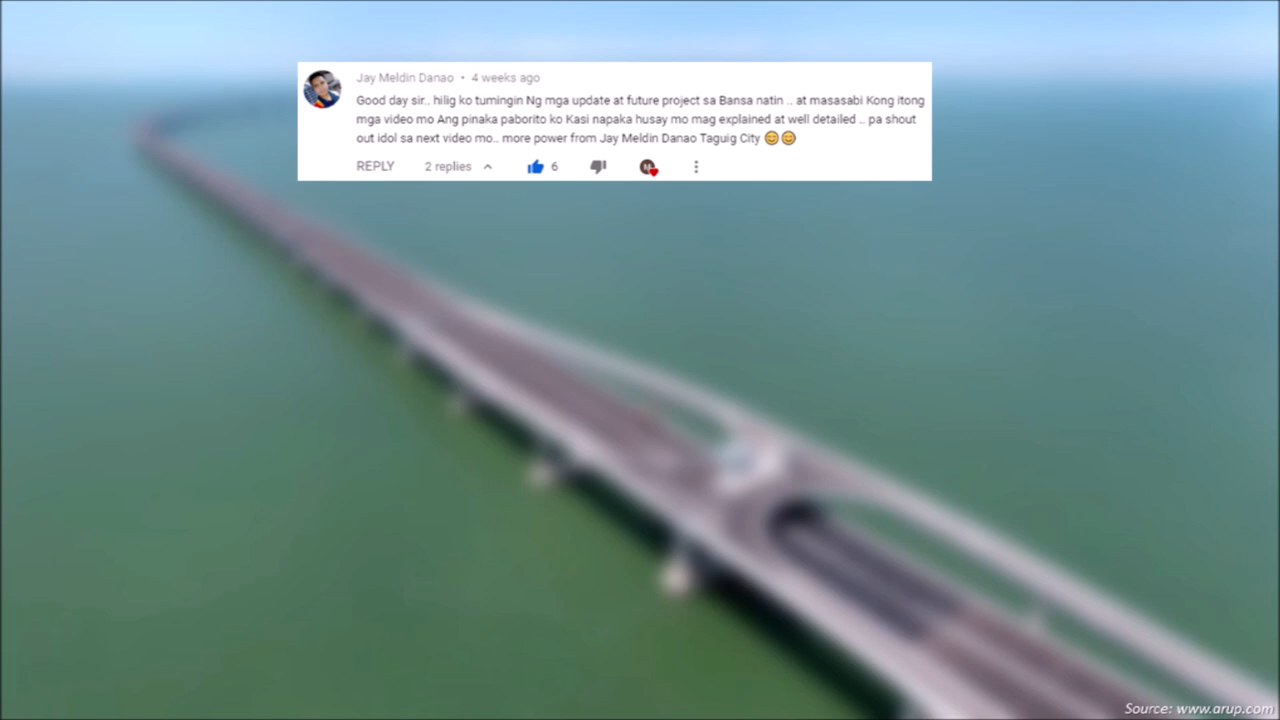 Jay Meldin Danao • 4 weeks ago
Good day sir.. hilig ko tumingin Ng mga update at future project sa Bansa natin .. at masasabi Kong itong
mga video mo Ang pinaka paborito ko Kasi napaka husay mo mag explained at well detailed .. pa shout
out idol sa next video mo.. more power from Jay Meldin Danao Taguig City 😊😊
REPLY 2 replies 6
Source: www.arup.com